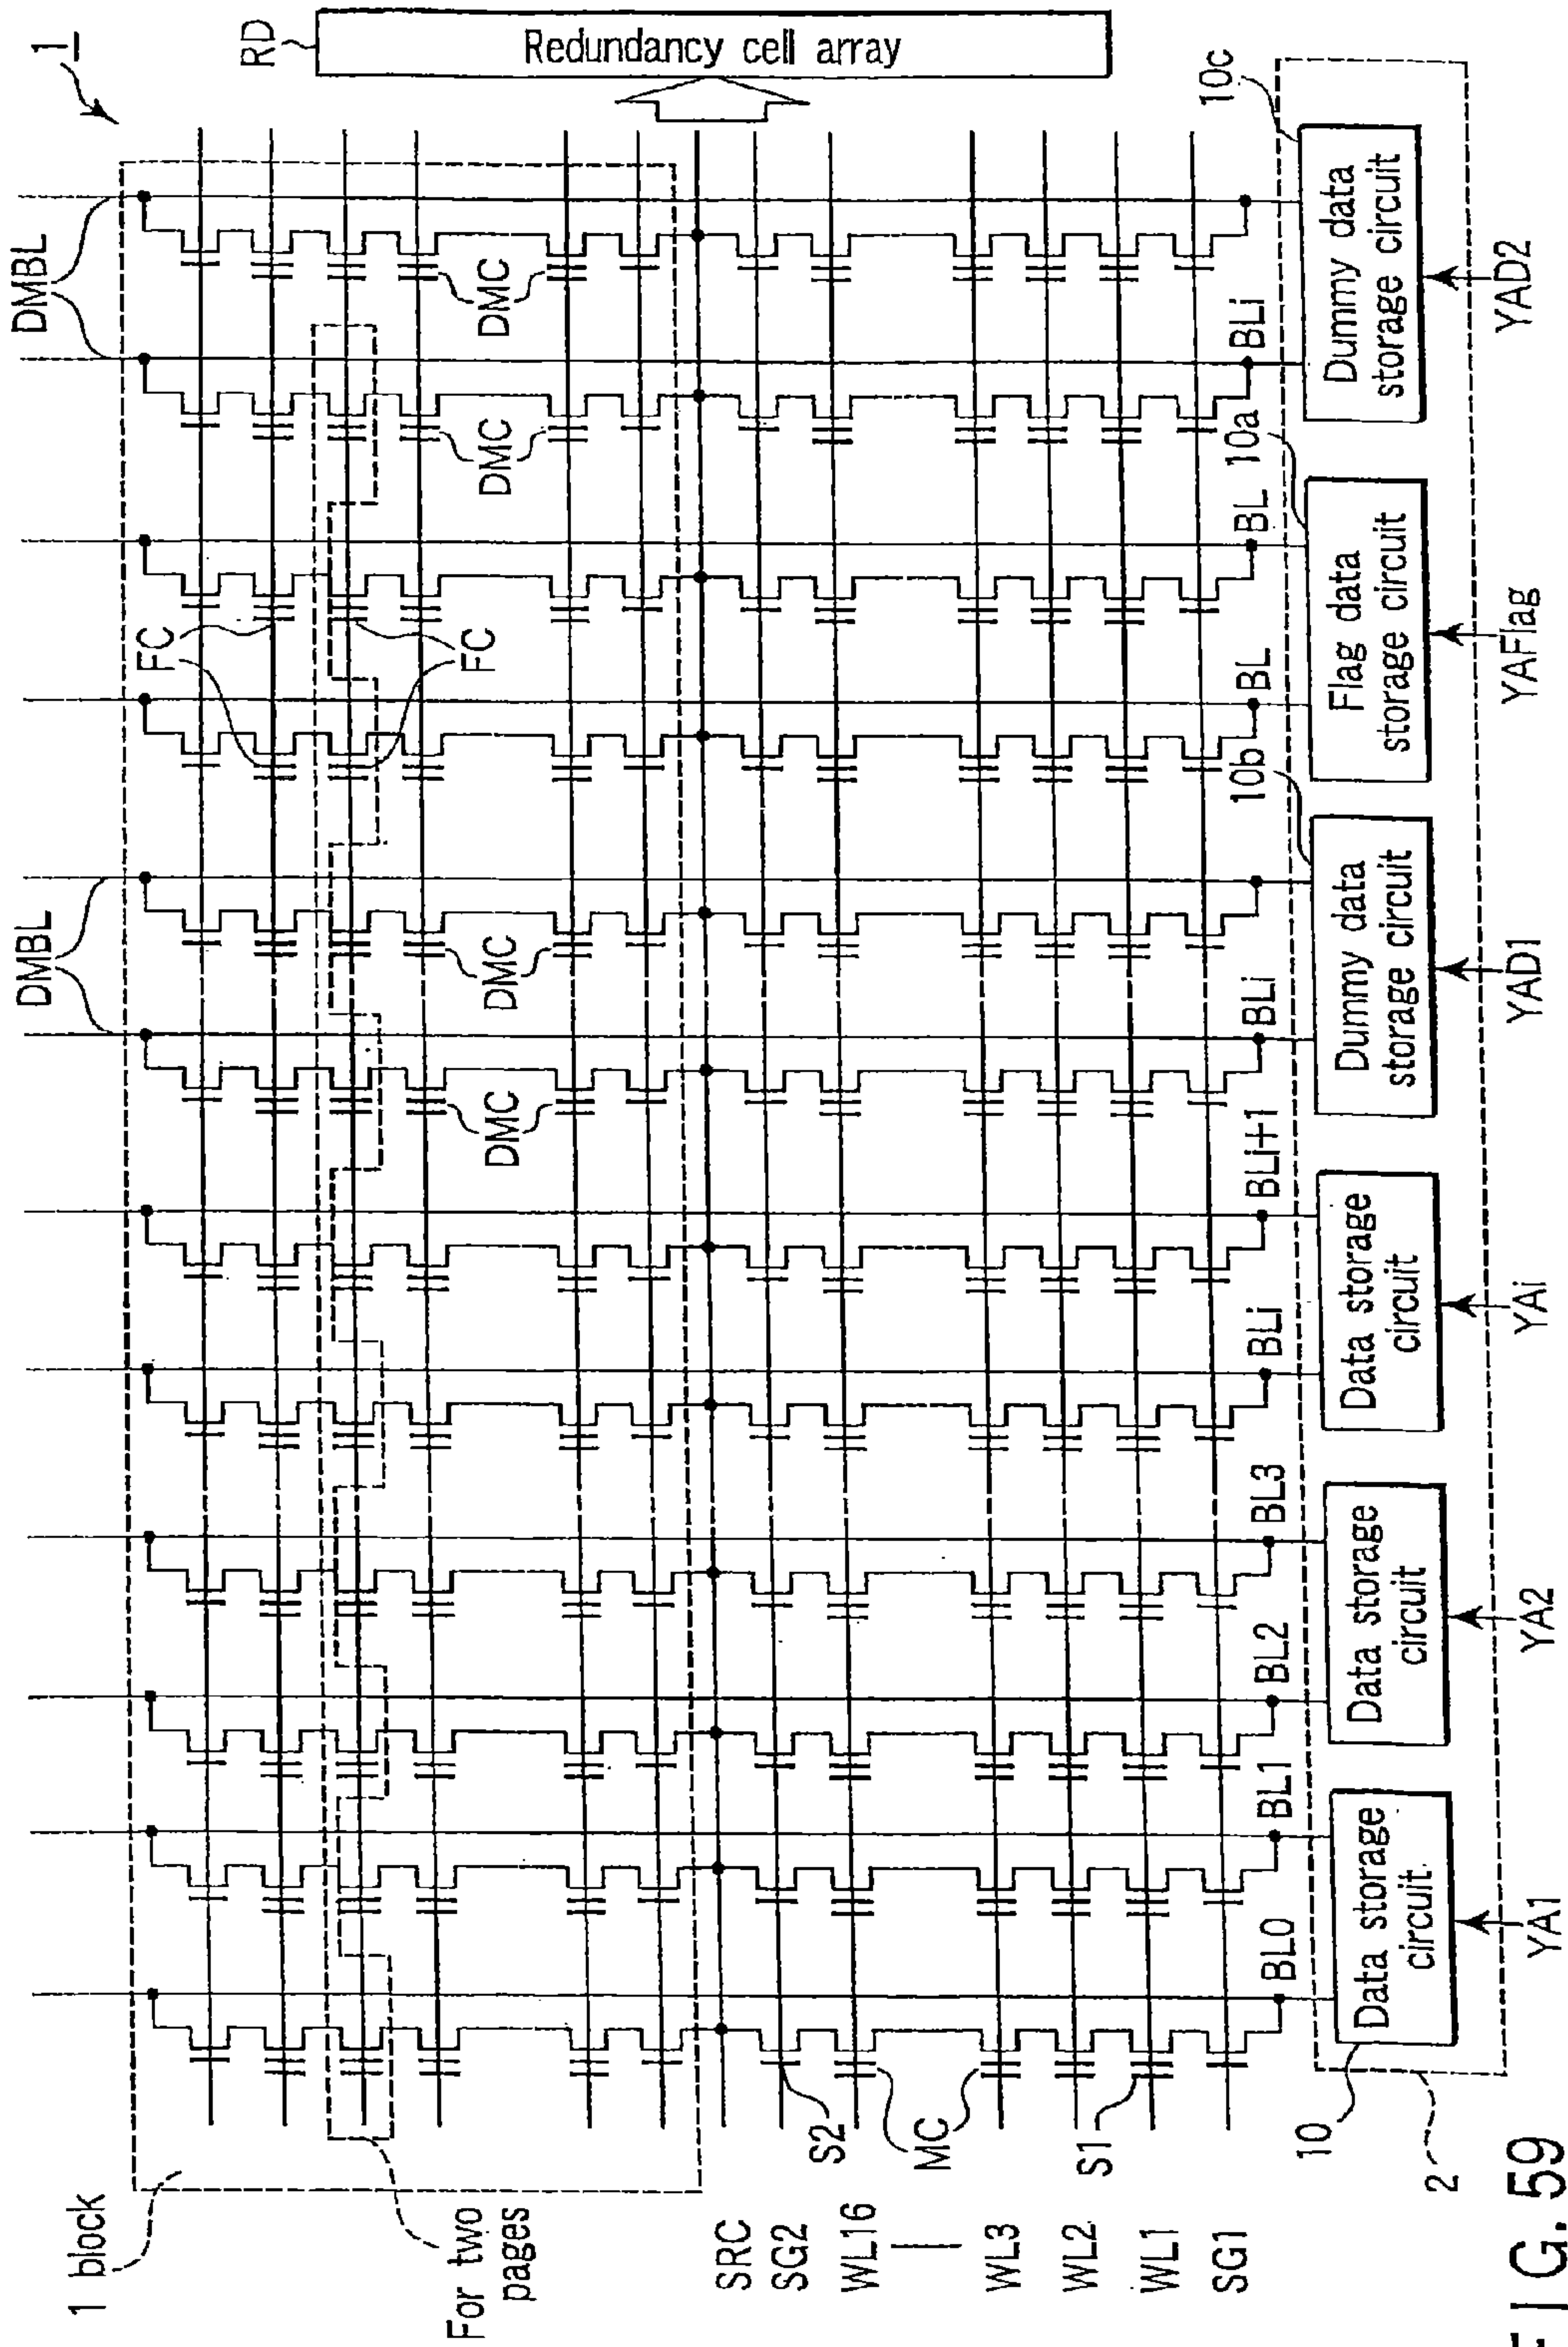 1
RD
Redundancy cell array
DMBL
DMBL
1 block
For two
pages
FC
FC
DMC
DMC
DMC
DMC
SRC
SG2
WL16
WL3
WL2
WL1
SG1
S2
MC
S1
BL0
BL1
BL2
BL3
BLi
BLi+1
BLi
BL
BL
BLi
10
10b
10a
10c
2
Data storage
circuit
Data storage
circuit
Data storage
circuit
Dummy data
storage circuit
Flag data
storage circuit
Dummy data
storage circuit
YA1
YA2
YAi
YAD1
YAFlag
YAD2
FIG. 59